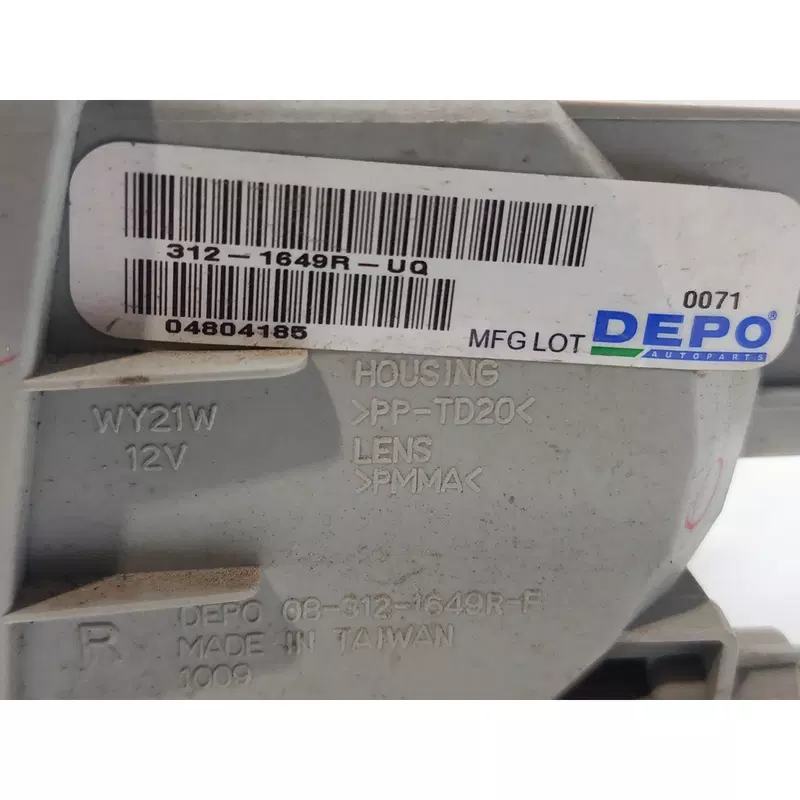 312-1649R-UQ
04804185
MFG LOT
0071
DEPO®
AUTOPARTS
HOUSING
>PP-TD20<
LENS
>PMMA<
WY21W
12V
R
DEPO 08-312-1649R-F
MADE IN TAIWAN
1009